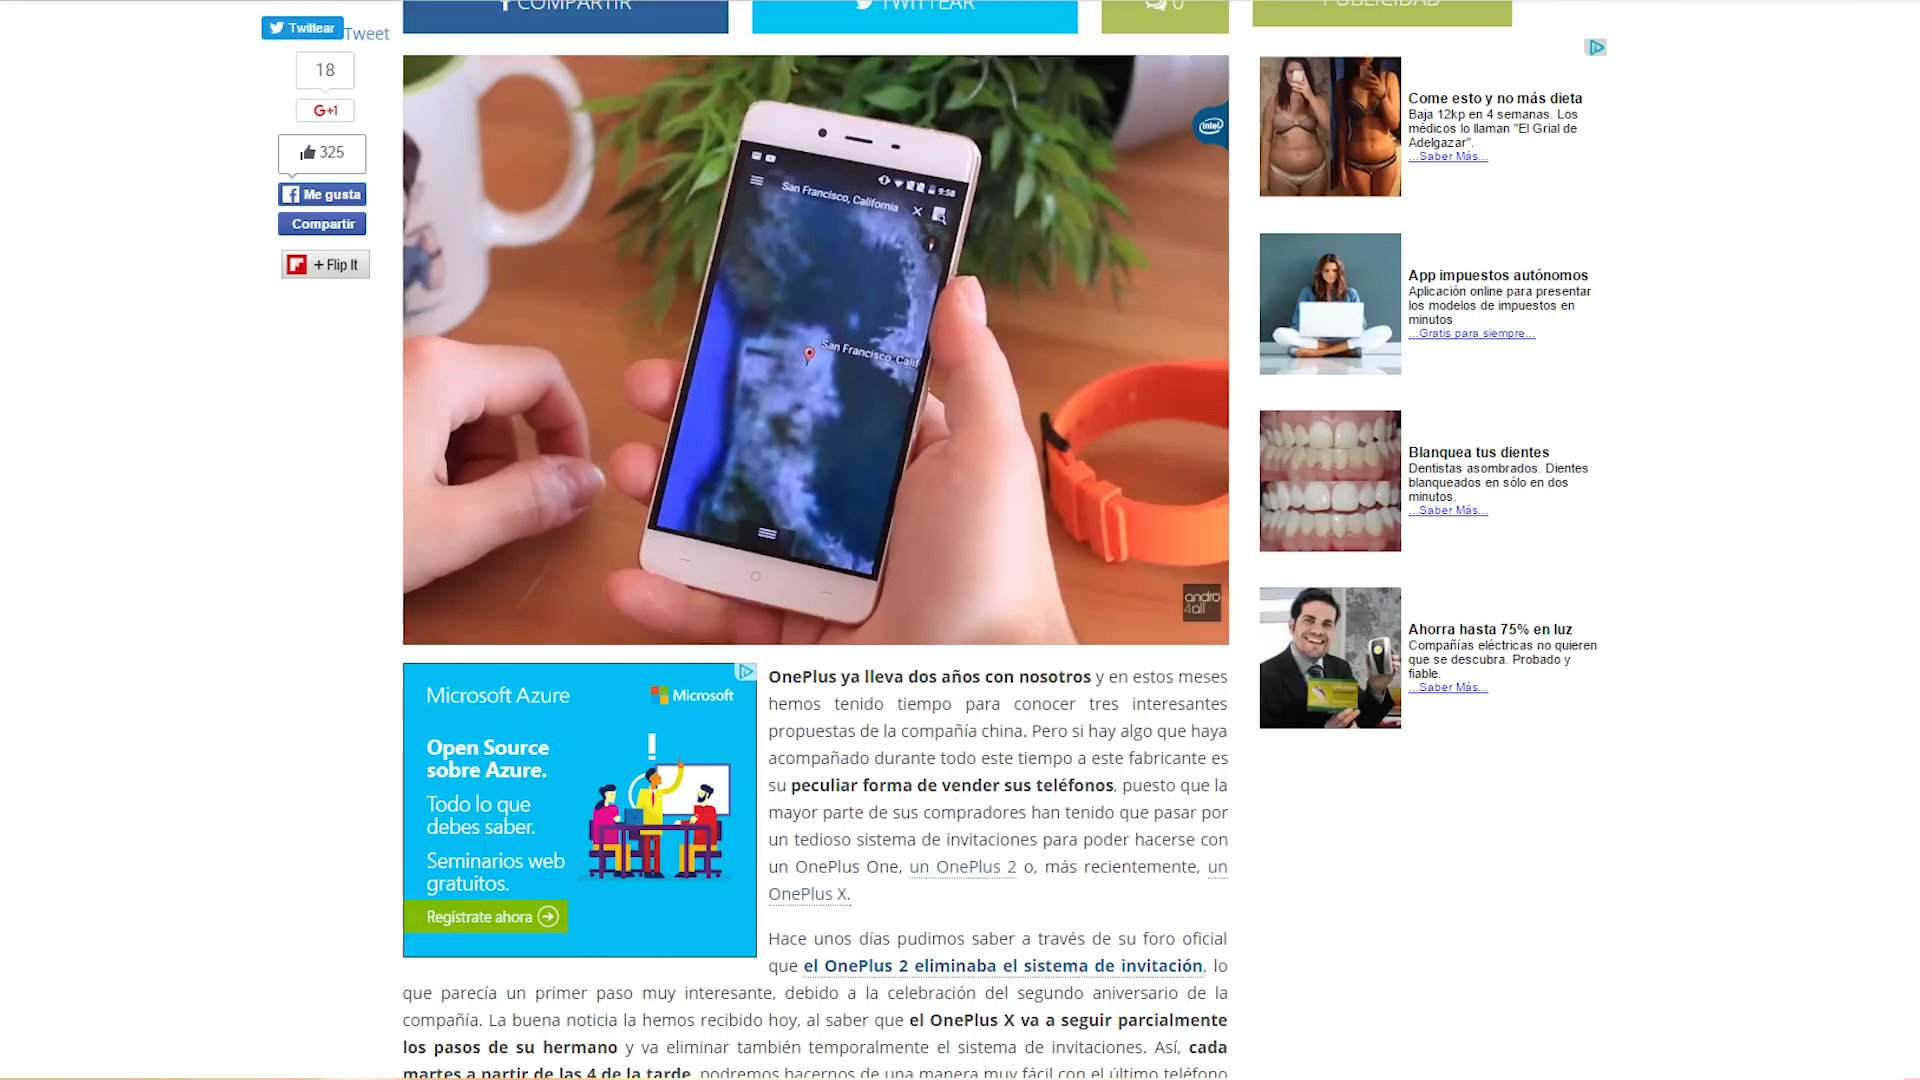 COMPARTIR
TWITTEAR
0
PUBLICIDAD
Twittear
Tweet
18
G+1
325
Me gusta
Compartir
+ Flip It
intel
9:58
San Francisco, California
San Francisco, Calif
andro
4all
Come esto y no más dieta
Baja 12kp en 4 semanas. Los
médicos lo llaman "El Grial de
Adelgazar".
...Saber Más...
App impuestos autónomos
Aplicación online para presentar
los modelos de impuestos en
minutos
...Gratis para siempre...
Blanquea tus dientes
Dentistas asombrados. Dientes
blanqueados en sólo en dos
minutos.
...Saber Más...
Ahorra hasta 75% en luz
Compañías eléctricas no quieren
que se descubra. Probado y
fiable.
...Saber Más...
Microsoft Azure
Microsoft
Open Source
sobre Azure.
Todo lo que
debes saber.
Seminarios web
gratuitos.
Regístrate ahora
OnePlus ya lleva dos años con nosotros y en estos meses
hemos tenido tiempo para conocer tres interesantes
propuestas de la compañía china. Pero si hay algo que haya
acompañado durante todo este tiempo a este fabricante es
su peculiar forma de vender sus teléfonos, puesto que la
mayor parte de sus compradores han tenido que pasar por
un tedioso sistema de invitaciones para poder hacerse con
un OnePlus One, un OnePlus 2 o, más recientemente, un
OnePlus X.
Hace unos días pudimos saber a través de su foro oficial
que el OnePlus 2 eliminaba el sistema de invitación, lo
que parecía un primer paso muy interesante, debido a la celebración del segundo aniversario de la
compañía. La buena noticia la hemos recibido hoy, al saber que el OnePlus X va a seguir parcialmente
los pasos de su hermano y va eliminar también temporalmente el sistema de invitaciones. Así, cada
martes a partir de las 4 de la tarde, podremos hacernos de una manera muy fácil con el último teléfono